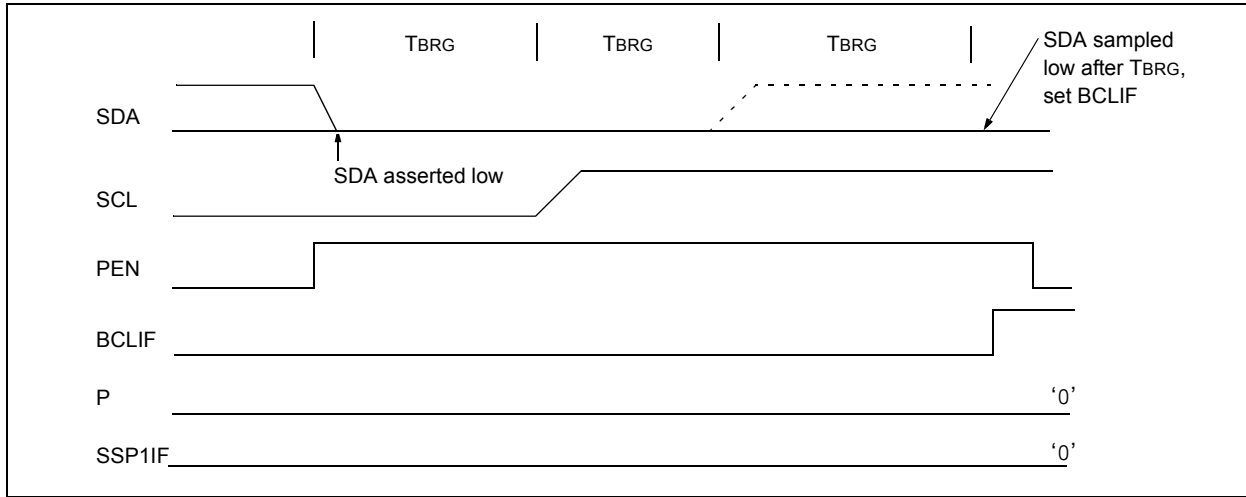 TBRG TBRG TBRG
SDA sampled
low after TBRG,
set BCLIF
SDA
SDA asserted low
SCL
PEN
BCLIF
P '0'
SSP1IF '0'